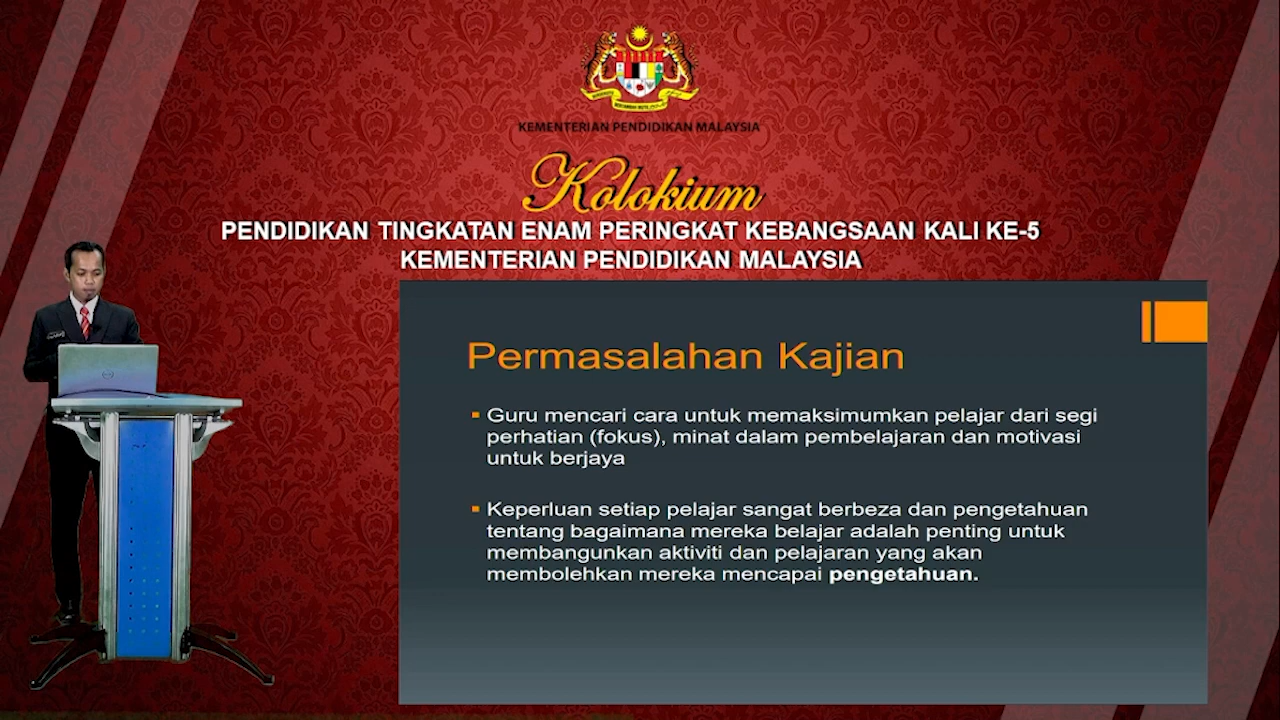 KEMENTERIAN PENDIDIKAN MALAYSIA
Kolokium
PENDIDIKAN TINGKATAN ENAM PERINGKAT KEBANGSAAN KALI KE-5
KEMENTERIAN PENDIDIKAN MALAYSIA
Permasalahan Kajian
Guru mencari cara untuk memaksimumkan pelajar dari segi
perhatian (fokus), minat dalam pembelajaran dan motivasi
untuk berjaya
Keperluan setiap pelajar sangat berbeza dan pengetahuan
tentang bagaimana mereka belajar adalah penting untuk
membangunkan aktiviti dan pelajaran yang akan
membolehkan mereka mencapai pengetahuan.